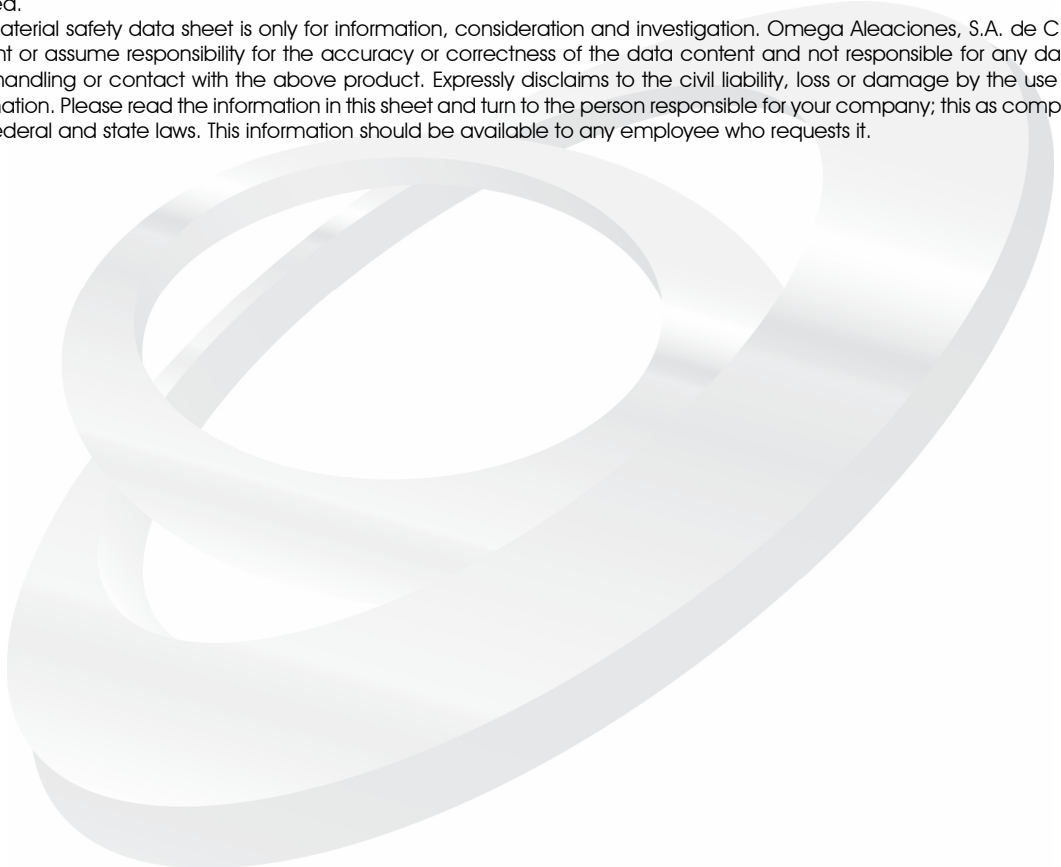 ed.
aterial safety data sheet is only for information, consideration and investigation. Omega Aleaciones, S.A. de C
nt or assume responsibility for the accuracy or correctness of the data content and not responsible for any da
handling or contact with the above product. Expressly disclaims to the civil liability, loss or damage by the use
nation. Please read the information in this sheet and turn to the person responsible for your company; this as comp
ederal and state laws. This information should be available to any employee who requests it.